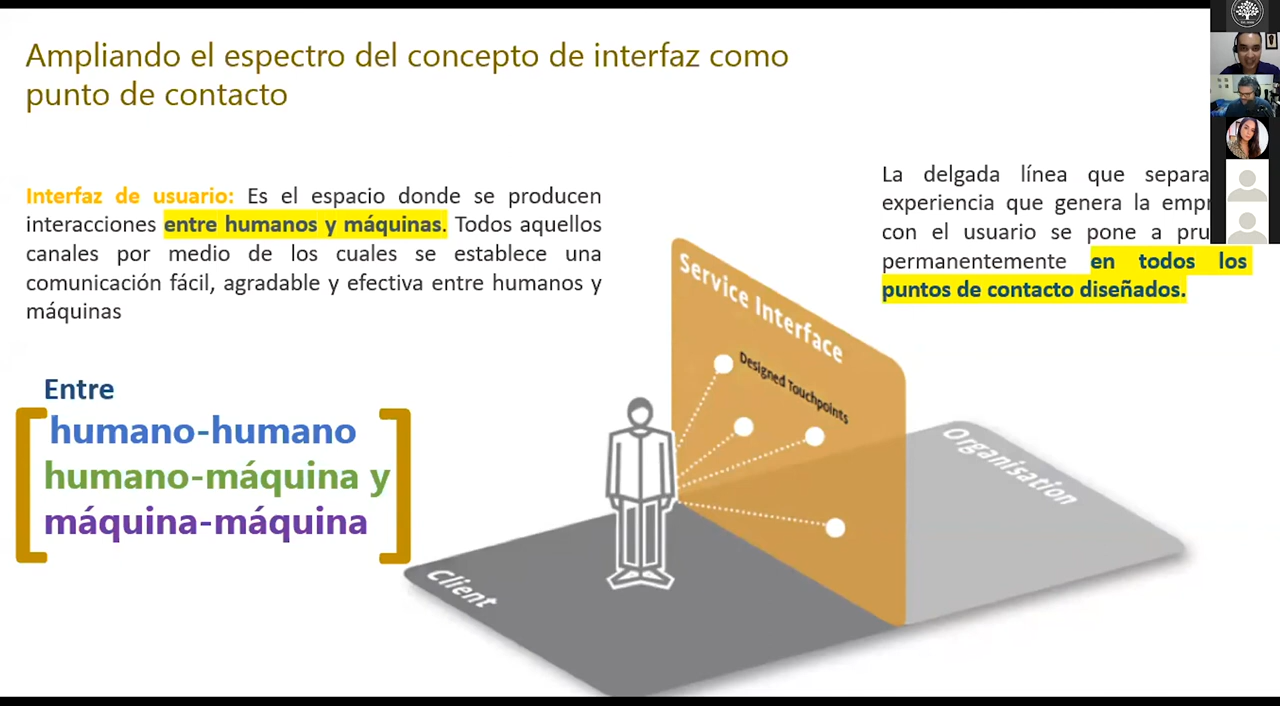 Ampliando el espectro del concepto de interfaz como
punto de contacto
Interfaz de usuario: Es el espacio donde se producen
interacciones entre humanos y máquinas. Todos aquellos
canales por medio de los cuales se establece una
comunicación fácil, agradable y efectiva entre humanos y
máquinas
La delgada línea que separa
experiencia que genera la
con el usuario se pone a
permanentemente en todos los
puntos de contacto diseñados.
Entre
humano-humano
humano-máquina y
máquina-máquina
Service Interface
Designed Touchpoints
Organisation
Client